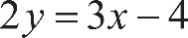 2y = 3x − 4